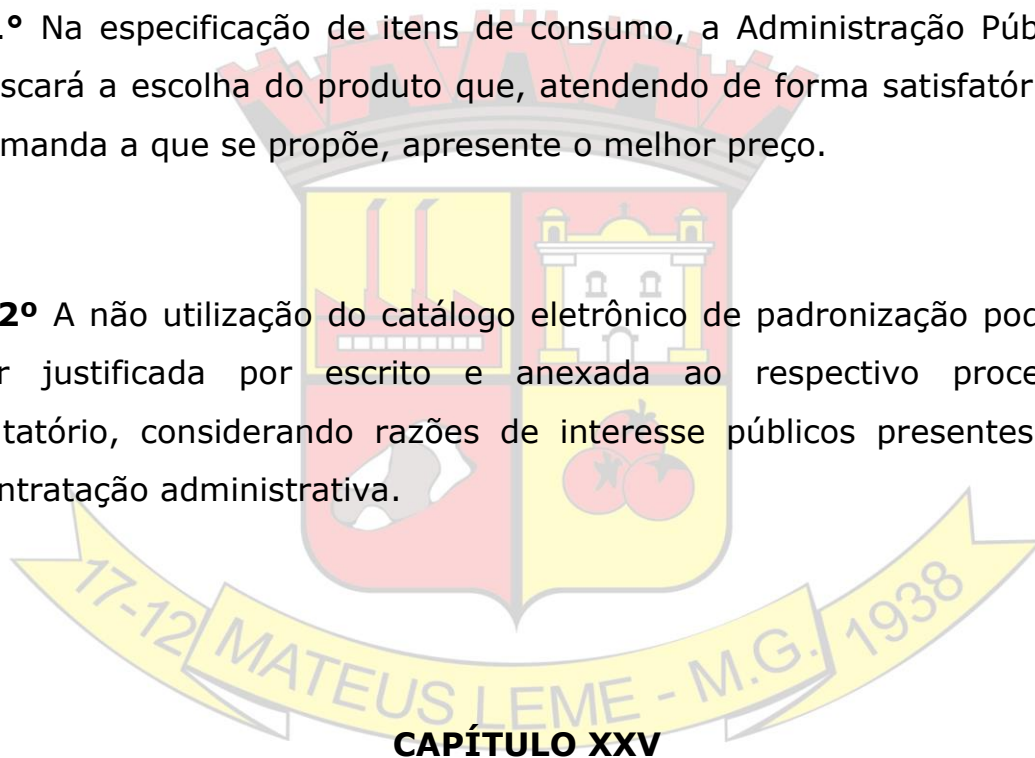 .° Na especificação de itens de consumo, a Administração Púb
scará a escolha do produto que, atendendo de forma satisfatór
manda a que se propõe, apresente o melhor preço.
2º A não utilização do catálogo eletrônico de padronização pod
r justificada por escrito e anexada ao respectivo proce
tatório, considerando razões de interesse públicos presentes
ntratação administrativa.
17-12 MATEUS LEME - M.G. 1938
CAPÍTULO XXV